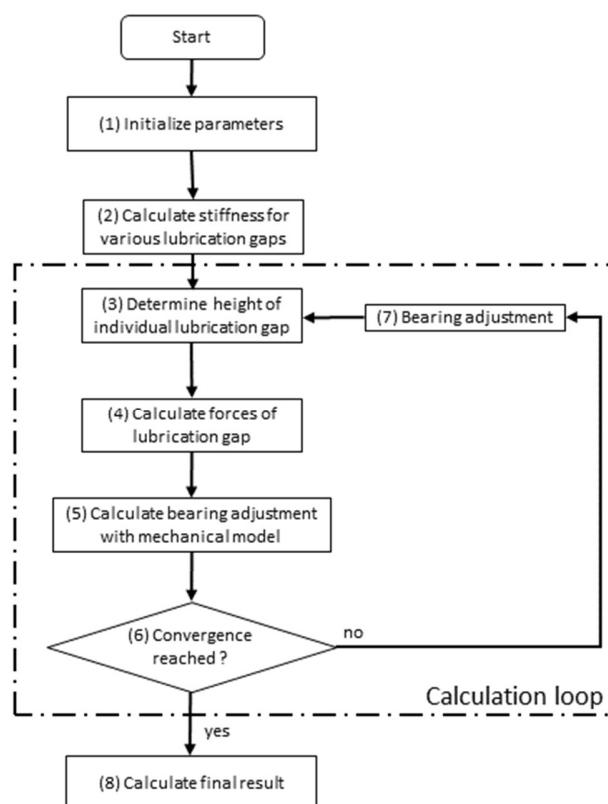 Start
(1) Initialize parameters
(2) Calculate stiffness for
various lubrication gaps
(3) Determine height of
individual lubrication gap
(7) Bearing adjustment
(4) Calculate forces of
lubrication gap
(5) Calculate bearing adjustment
with mechanical model
(6) Convergence
reached ?
no
Calculation loop
yes
(8) Calculate final result